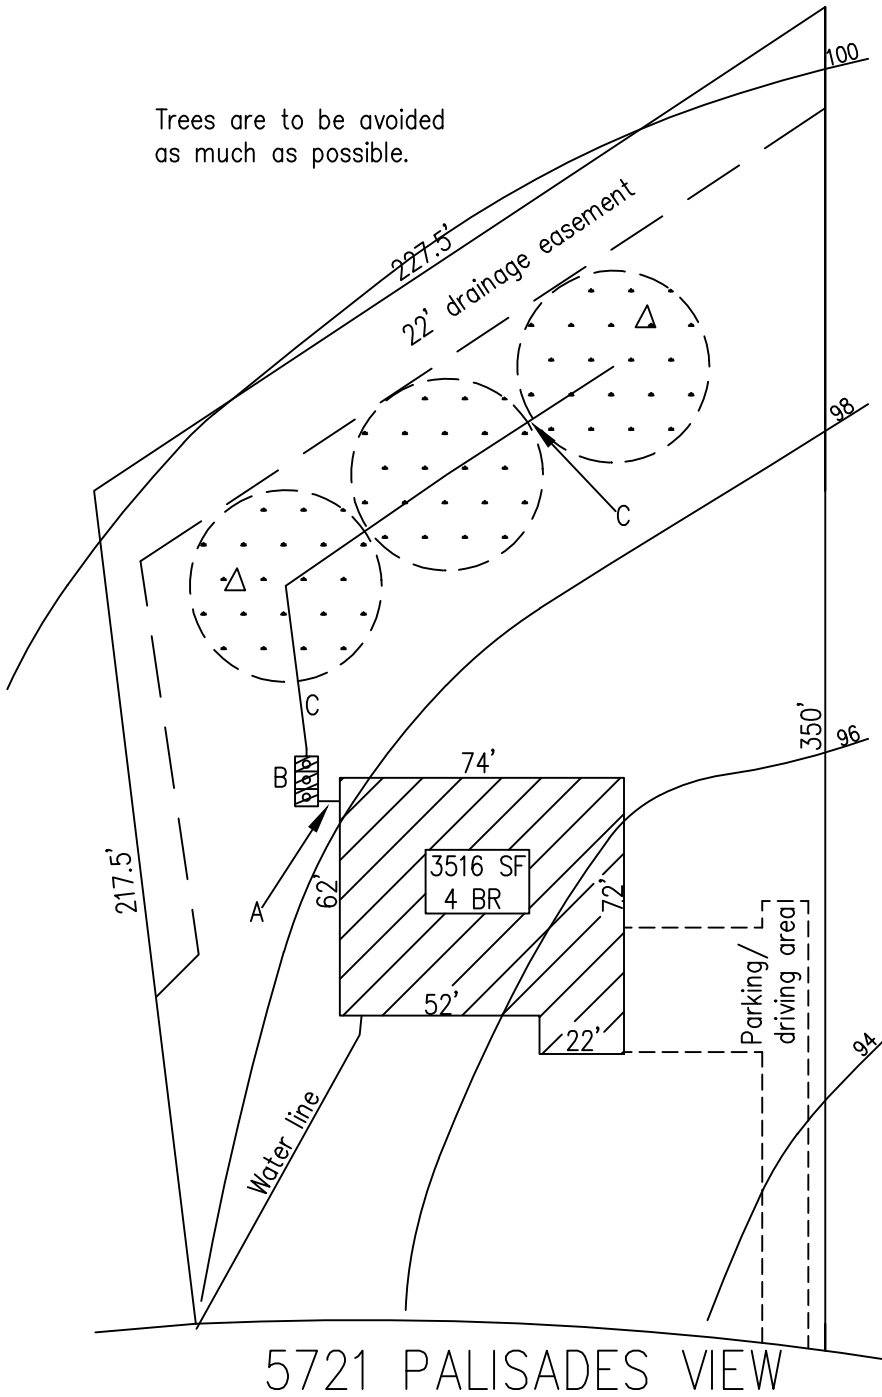 100
Trees are to be avoided
as much as possible.
227.5'
22' drainage easement
98
C
C
350'
96
74'
B
3516 SF
4 BR
217.5'
62'
72'
A
Parking/
driving area
52'
22'
94
Water line
5721 PALISADES VIEW